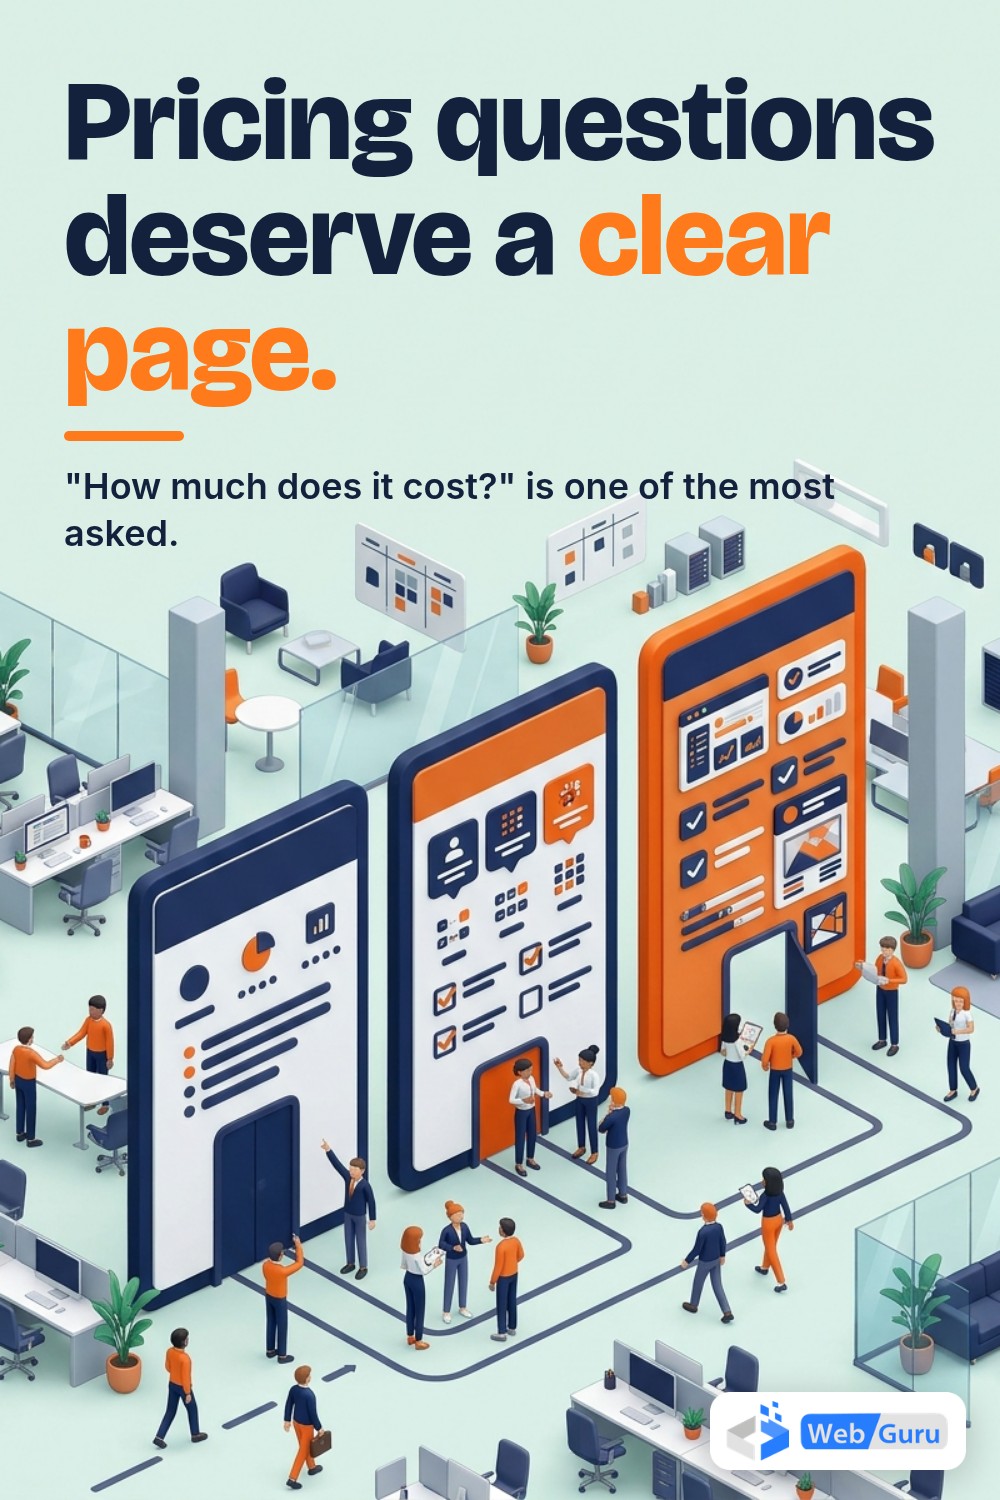 Pricing questions
deserve a clear
page.
"How much does it cost?" is one of the most
asked.
Web Guru